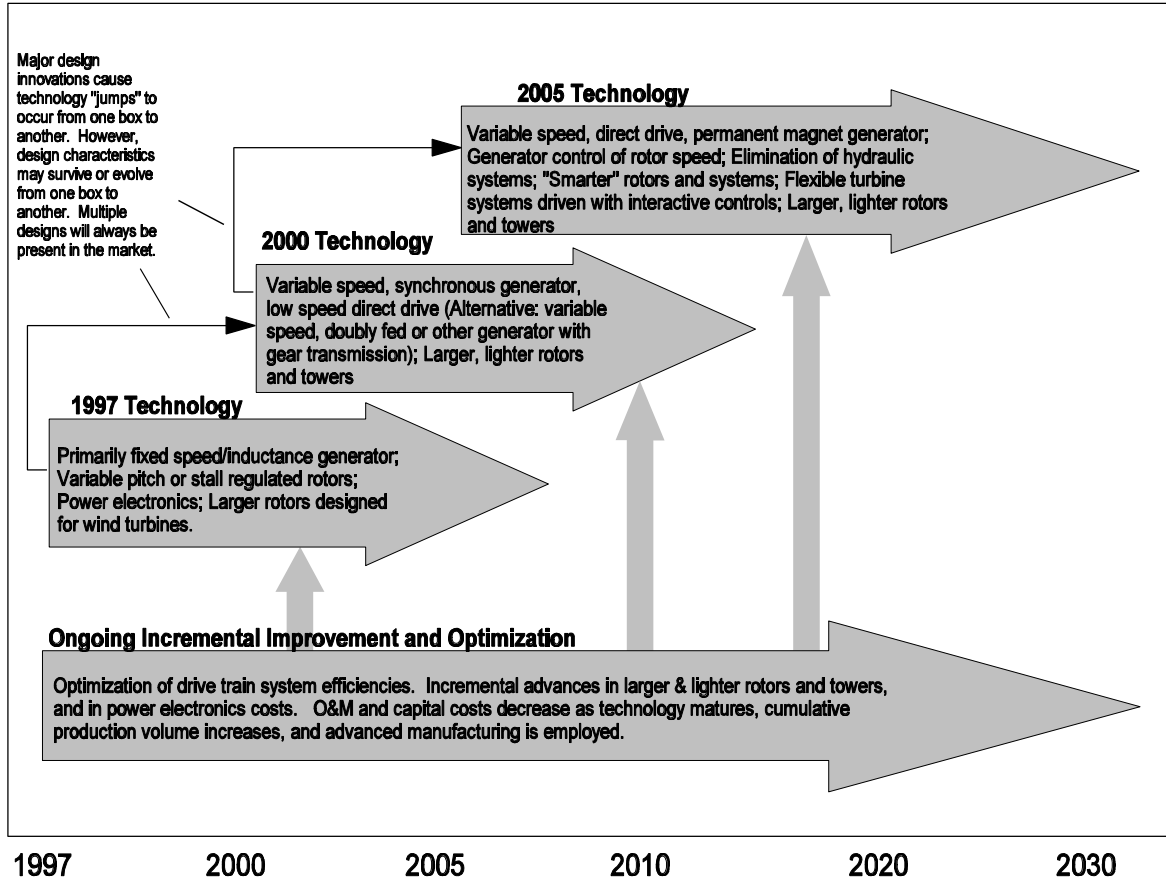 Major design
innovations cause
technology "jumps" to
occur from one box to
another.  However,
design characteristics
may survive or evolve
from one box to
another.  Multiple
designs will always be
present in the market.
2005 Technology
Variable speed, direct drive, permanent magnet generator;
Generator control of rotor speed; Elimination of hydraulic
systems; "Smarter" rotors and systems; Flexible turbine
systems driven with interactive controls; Larger, lighter rotors
and towers
2000 Technology
Variable speed, synchronous generator,
low speed direct drive (Alternative: variable
speed, doubly fed or other generator with
gear transmission); Larger, lighter rotors
and towers
1997 Technology
Primarily fixed speed/inductance generator;
Variable pitch or stall regulated rotors;
Power electronics; Larger rotors designed
for wind turbines.
Ongoing Incremental Improvement and Optimization
Optimization of drive train system efficiencies.  Incremental advances in larger & lighter rotors and towers,
and in power electronics costs.   O&M and capital costs decrease as technology matures, cumulative
production volume increases, and advanced manufacturing is employed.
1997 2000 2005 2010 2020 2030